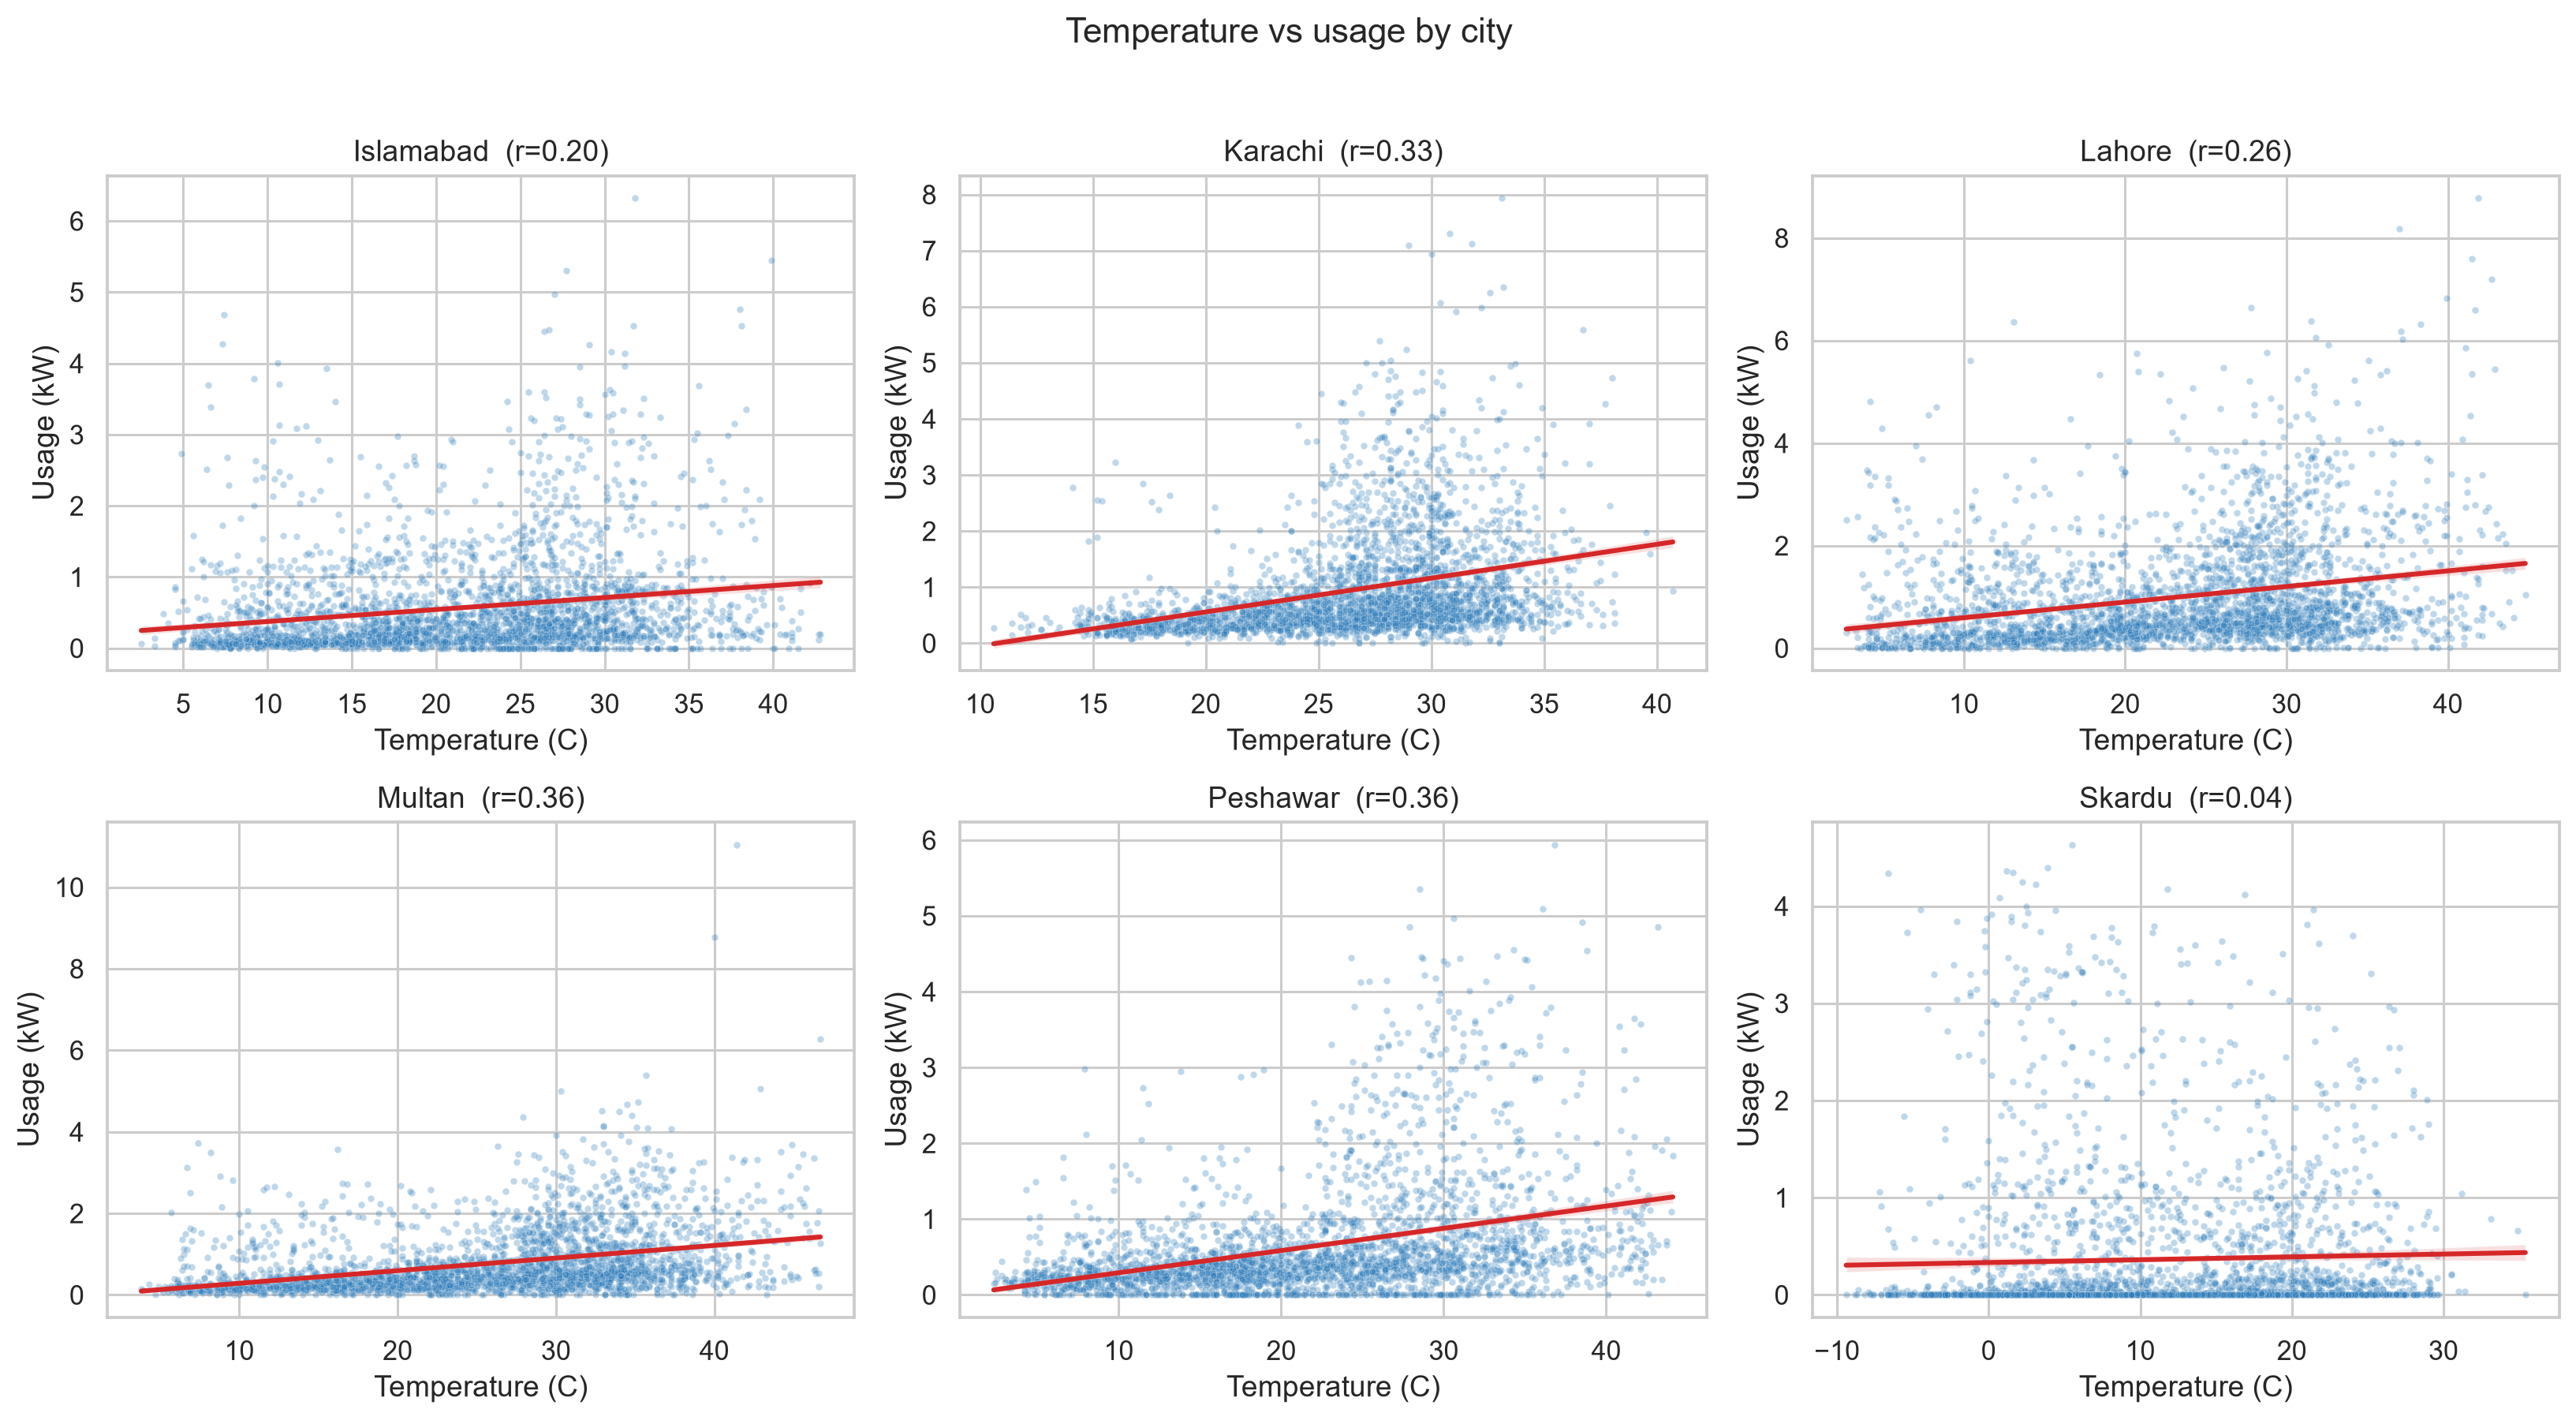 Temperature vs usage by city
Islamabad (r=0.20)
Usage (kW)
6
5
4
3
2
1
0
5 10 15 20 25 30 35 40
Temperature (C)
Karachi (r=0.33)
Usage (kW)
8
7
6
5
4
3
2
1
0
10 15 20 25 30 35 40
Temperature (C)
Lahore (r=0.26)
Usage (kW)
8
6
4
2
0
10 20 30 40
Temperature (C)
Multan (r=0.36)
Usage (kW)
10
8
6
4
2
0
10 20 30 40
Temperature (C)
Peshawar (r=0.36)
Usage (kW)
6
5
4
3
2
1
0
10 20 30 40
Temperature (C)
Skardu (r=0.04)
Usage (kW)
4
3
2
1
0
−10 0 10 20 30
Temperature (C)